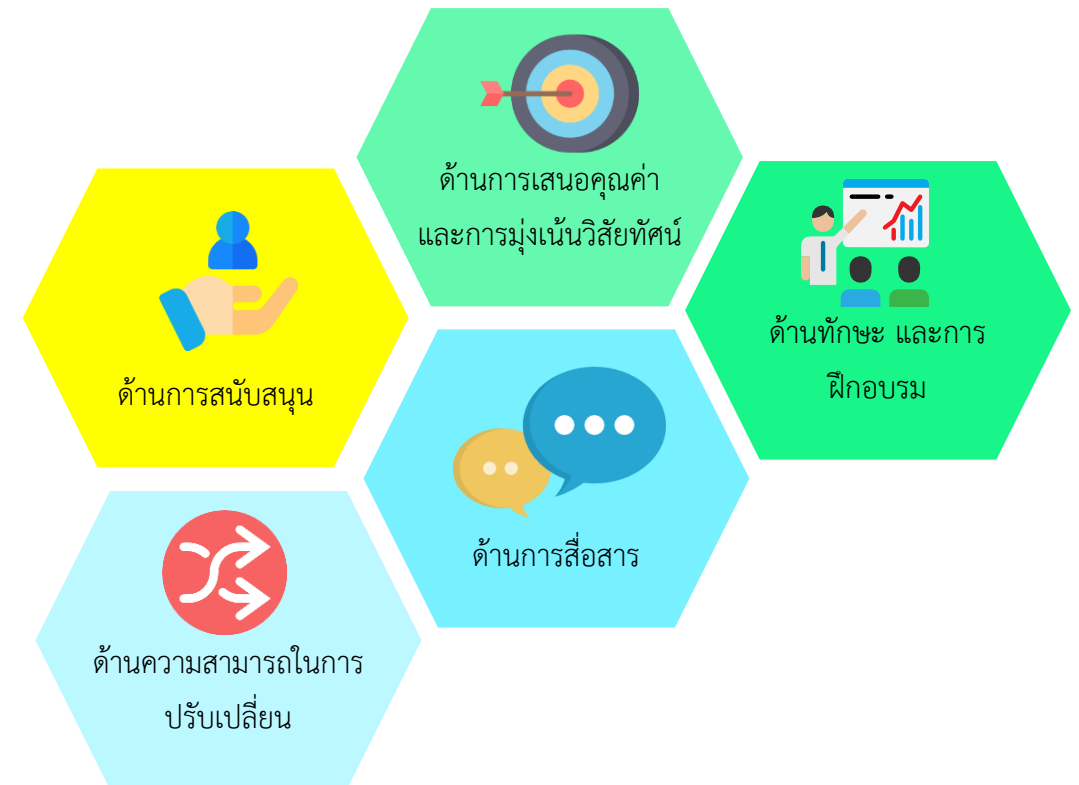 ด้านการเสนอคุณค่า
และการมุ่งเน้นวิสัยทัศน์
ด้านการสนับสนุน
ด้านทักษะ และการ
ฝึกอบรม
ด้านการสื่อสาร
ด้านความสามารถในการ
ปรับเปลี่ยน